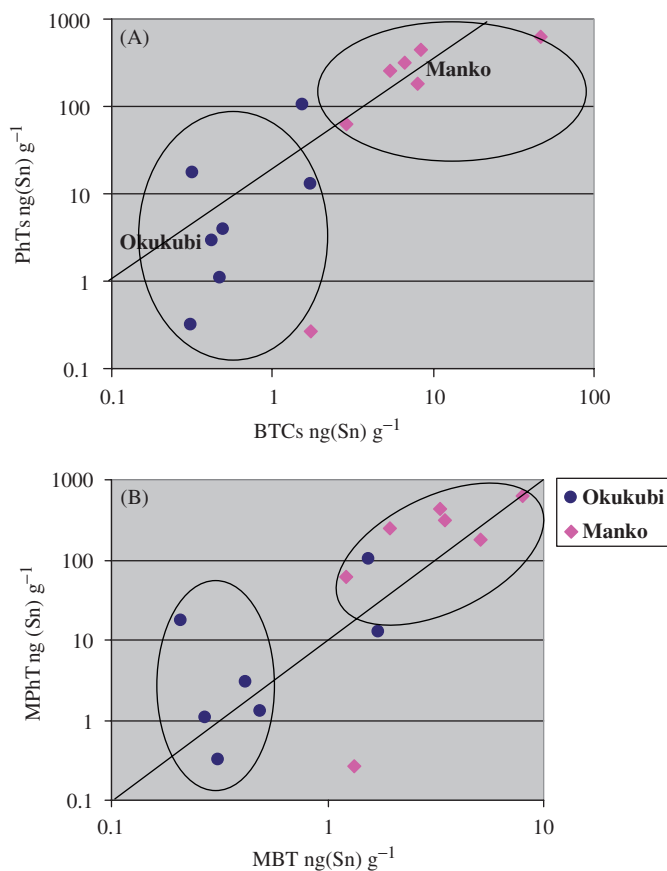 (A)
1000
100
10
1
0.1
PhTs ng(Sn) g⁻¹
Manko
Okukubi
0.1 1 10 100
BTCs ng(Sn) g⁻¹
(B)
1000
100
10
1
0.1
MPhT ng (Sn) g⁻¹
0.1 1 10
MBT ng(Sn) g⁻¹
Okukubi
Manko